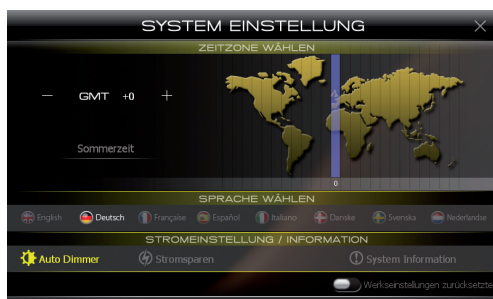 SYSTEM EINSTELLUNG
ZEITZONE WÄHLEN
− GMT +0 +
Sommerzeit
0
SPRACHE WÄHLEN
English Deutsch Française Español Italiano Danske Svenska Nederlandse
STROMEINSTELLUNG / INFORMATION
Auto Dimmer Stromsparen System Information
Werkseinstellungen zurücksetzte